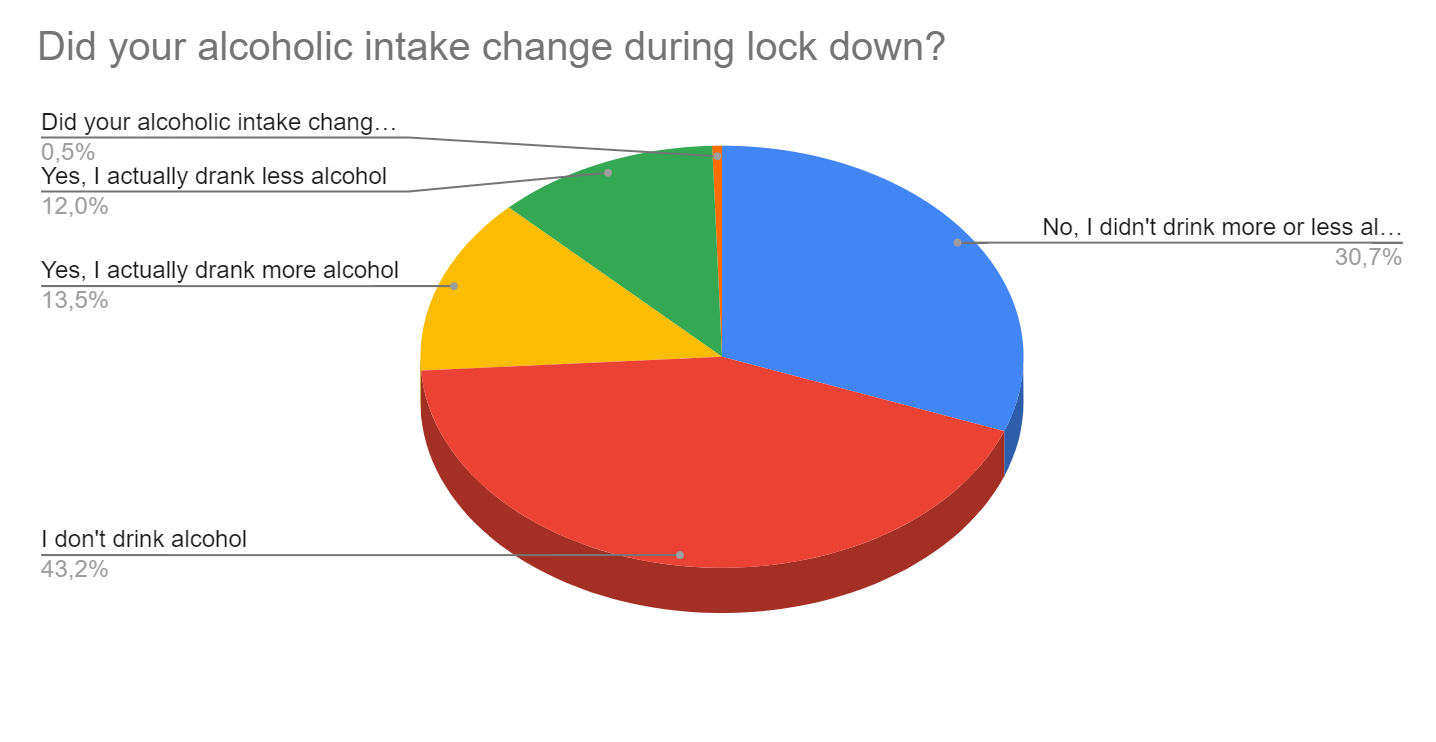 Did your alcoholic intake change during lock down?
Did your alcoholic intake chang…
0,5%
Yes, I actually drank less alcohol
12,0%
Yes, I actually drank more alcohol
13,5%
I don't drink alcohol
43,2%
No, I didn't drink more or less al…
30,7%